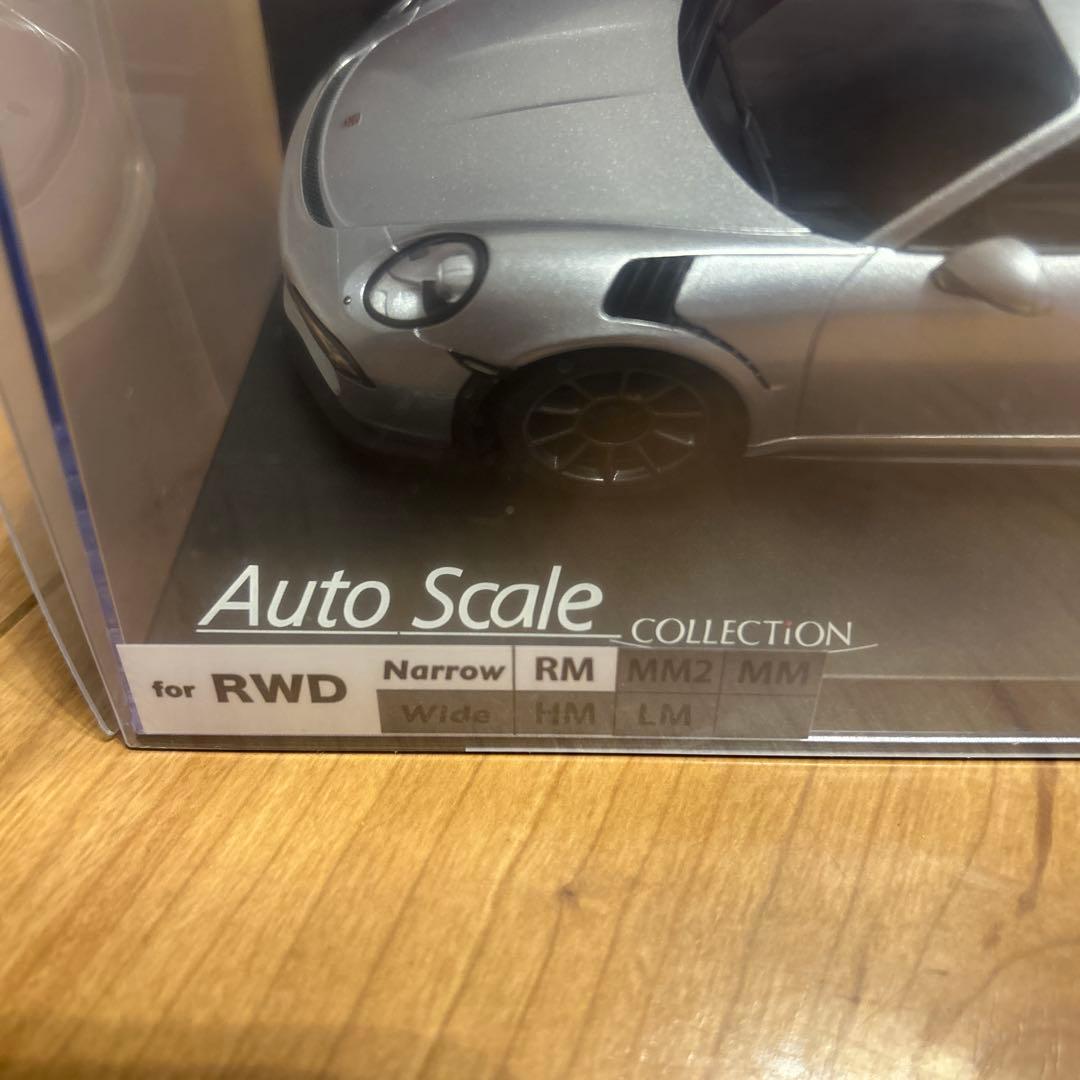 Auto Scale COLLECTiON
for RWD Narrow RM MM2 MM
Wide HM LM